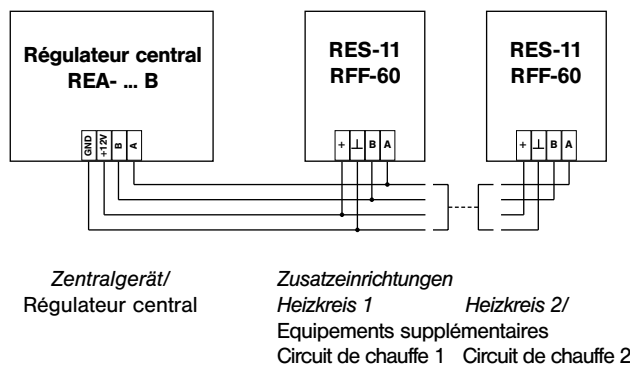 Régulateur central
REA- ... B
GND +12V B A
RES-11
RFF-60
+ ⊥ B A
RES-11
RFF-60
+ ⊥ B A
Zentralgerät/
Régulateur central
Zusatzeinrichtungen
Heizkreis 1 Heizkreis 2/
Equipements supplémentaires
Circuit de chauffe 1 Circuit de chauffe 2